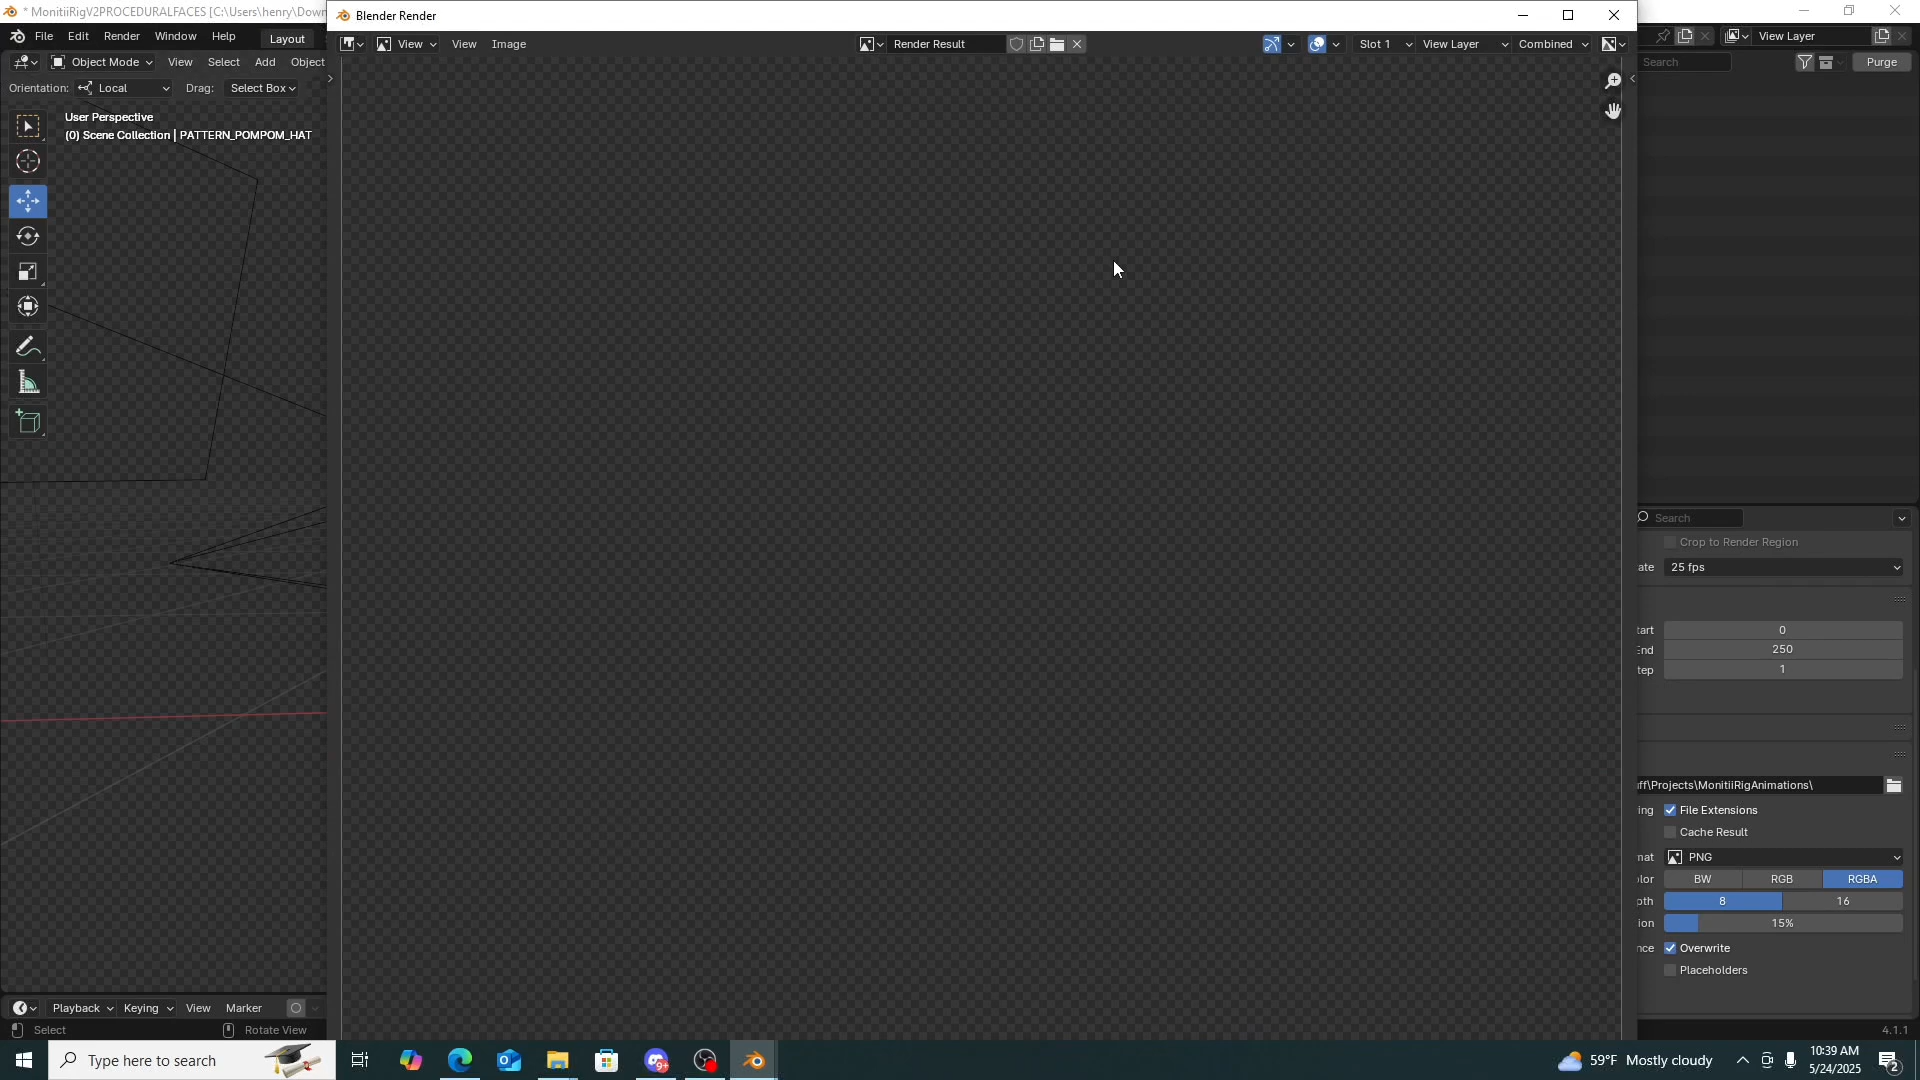 * MonitiiRigV2PROCEDURALFACES [C:\Users\henry\Down
Blender Render
File Edit Render Window Help Layout
View View Image Render Result Slot 1 View Layer Combined
View Layer
Object Mode View Select Add Object
Search Purge
Orientation: Local Drag: Select Box
User Perspective
(0) Scene Collection | PATTERN_POMPOM_HAT
Search
Crop to Render Region
ate 25 fps
tart 0
End 250
tep 1
ff\Projects\MonitiiRigAnimations\
ing File Extensions
Cache Result
mat PNG
lor BW RGB RGBA
pth 8 16
ion 15%
nce Overwrite
Placeholders
Playback Keying View Marker
Select Rotate View
4.1.1
Type here to search
9+
59°F Mostly cloudy
10:39 AM
5/24/2025
2